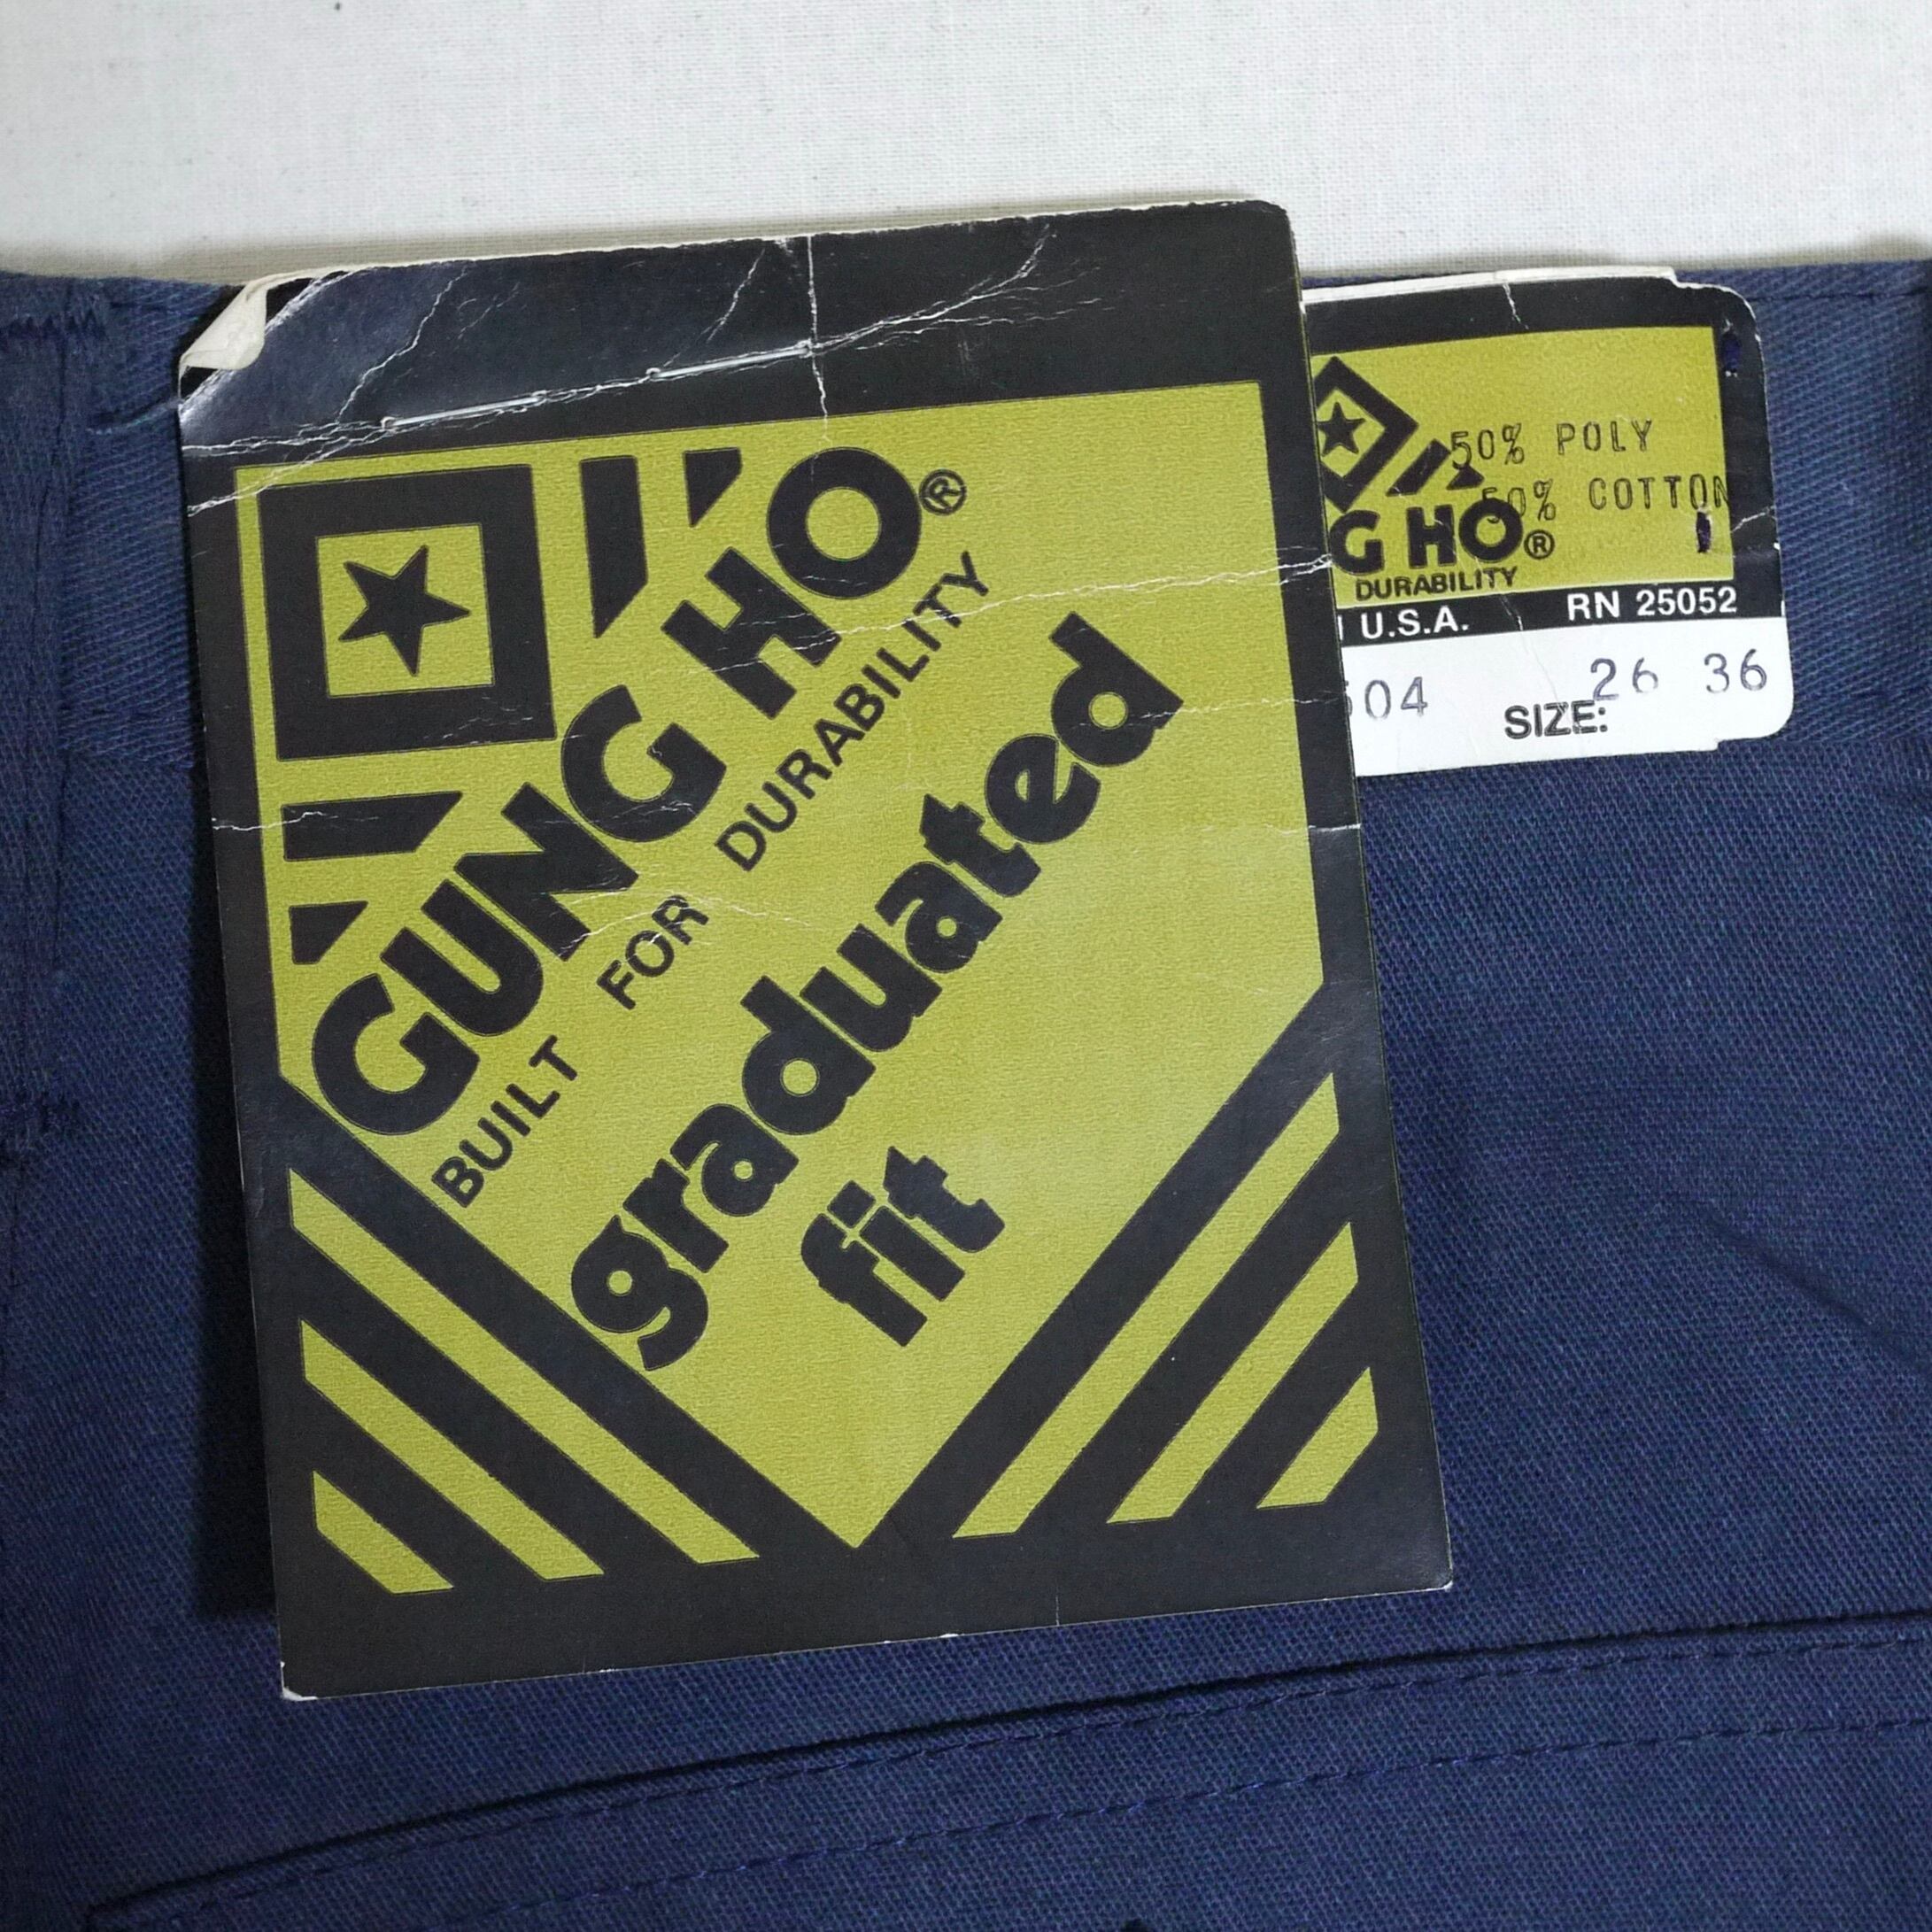 GUNG HO®
BUILT FOR DURABILITY
graduated
fit
50% POLY
50% COTTON
G HO®
DURABILITY
U.S.A. RN 25052
504 26 36
SIZE: